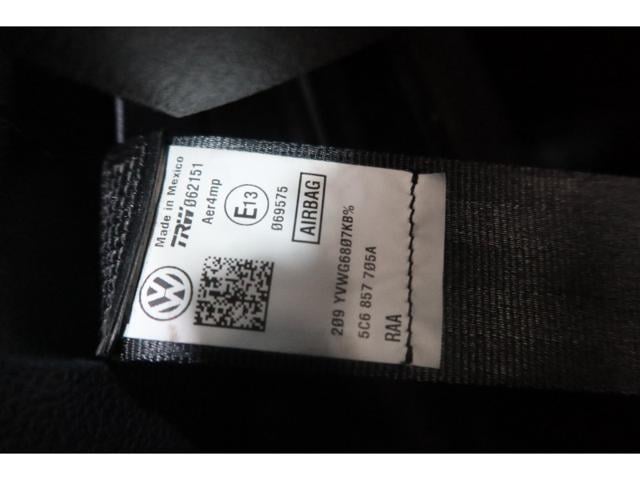 Made in Mexico
TRW 062151
Aer4mp
E13
069575
AIRBAG
209 YVWG6807KB%
5C6 857 705A
RAA